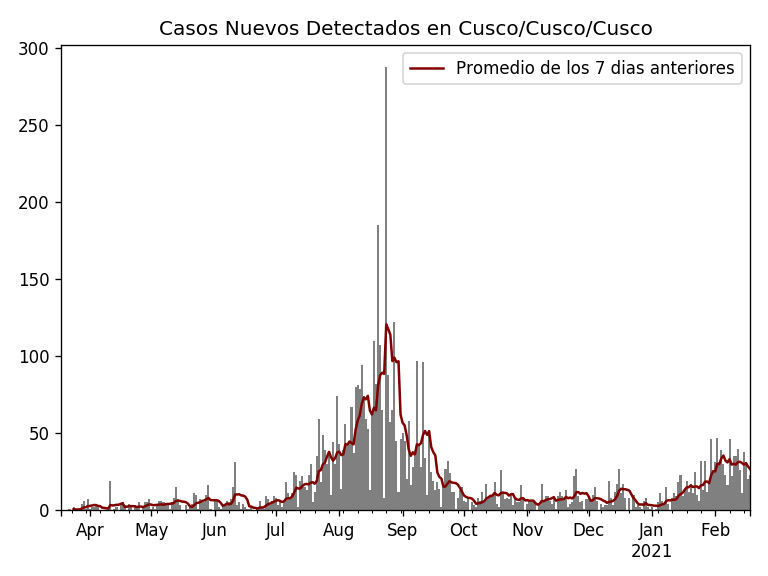 Casos Nuevos Detectados en Cusco/Cusco/Cusco
Promedio de los 7 dias anteriores
300
250
200
150
100
50
0
Apr May Jun Jul Aug Sep Oct Nov Dec Jan Feb
2021